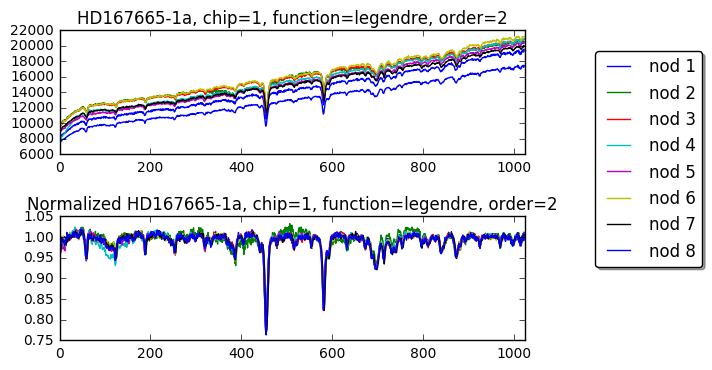 HD167665-1a, chip=1, function=legendre, order=2
22000
20000
18000
16000
14000
12000
10000
8000
6000
0 200 400 600 800 1000
Normalized HD167665-1a, chip=1, function=legendre, order=2
1.05
1.00
0.95
0.90
0.85
0.80
0.75
0 200 400 600 800 1000
nod 1
nod 2
nod 3
nod 4
nod 5
nod 6
nod 7
nod 8